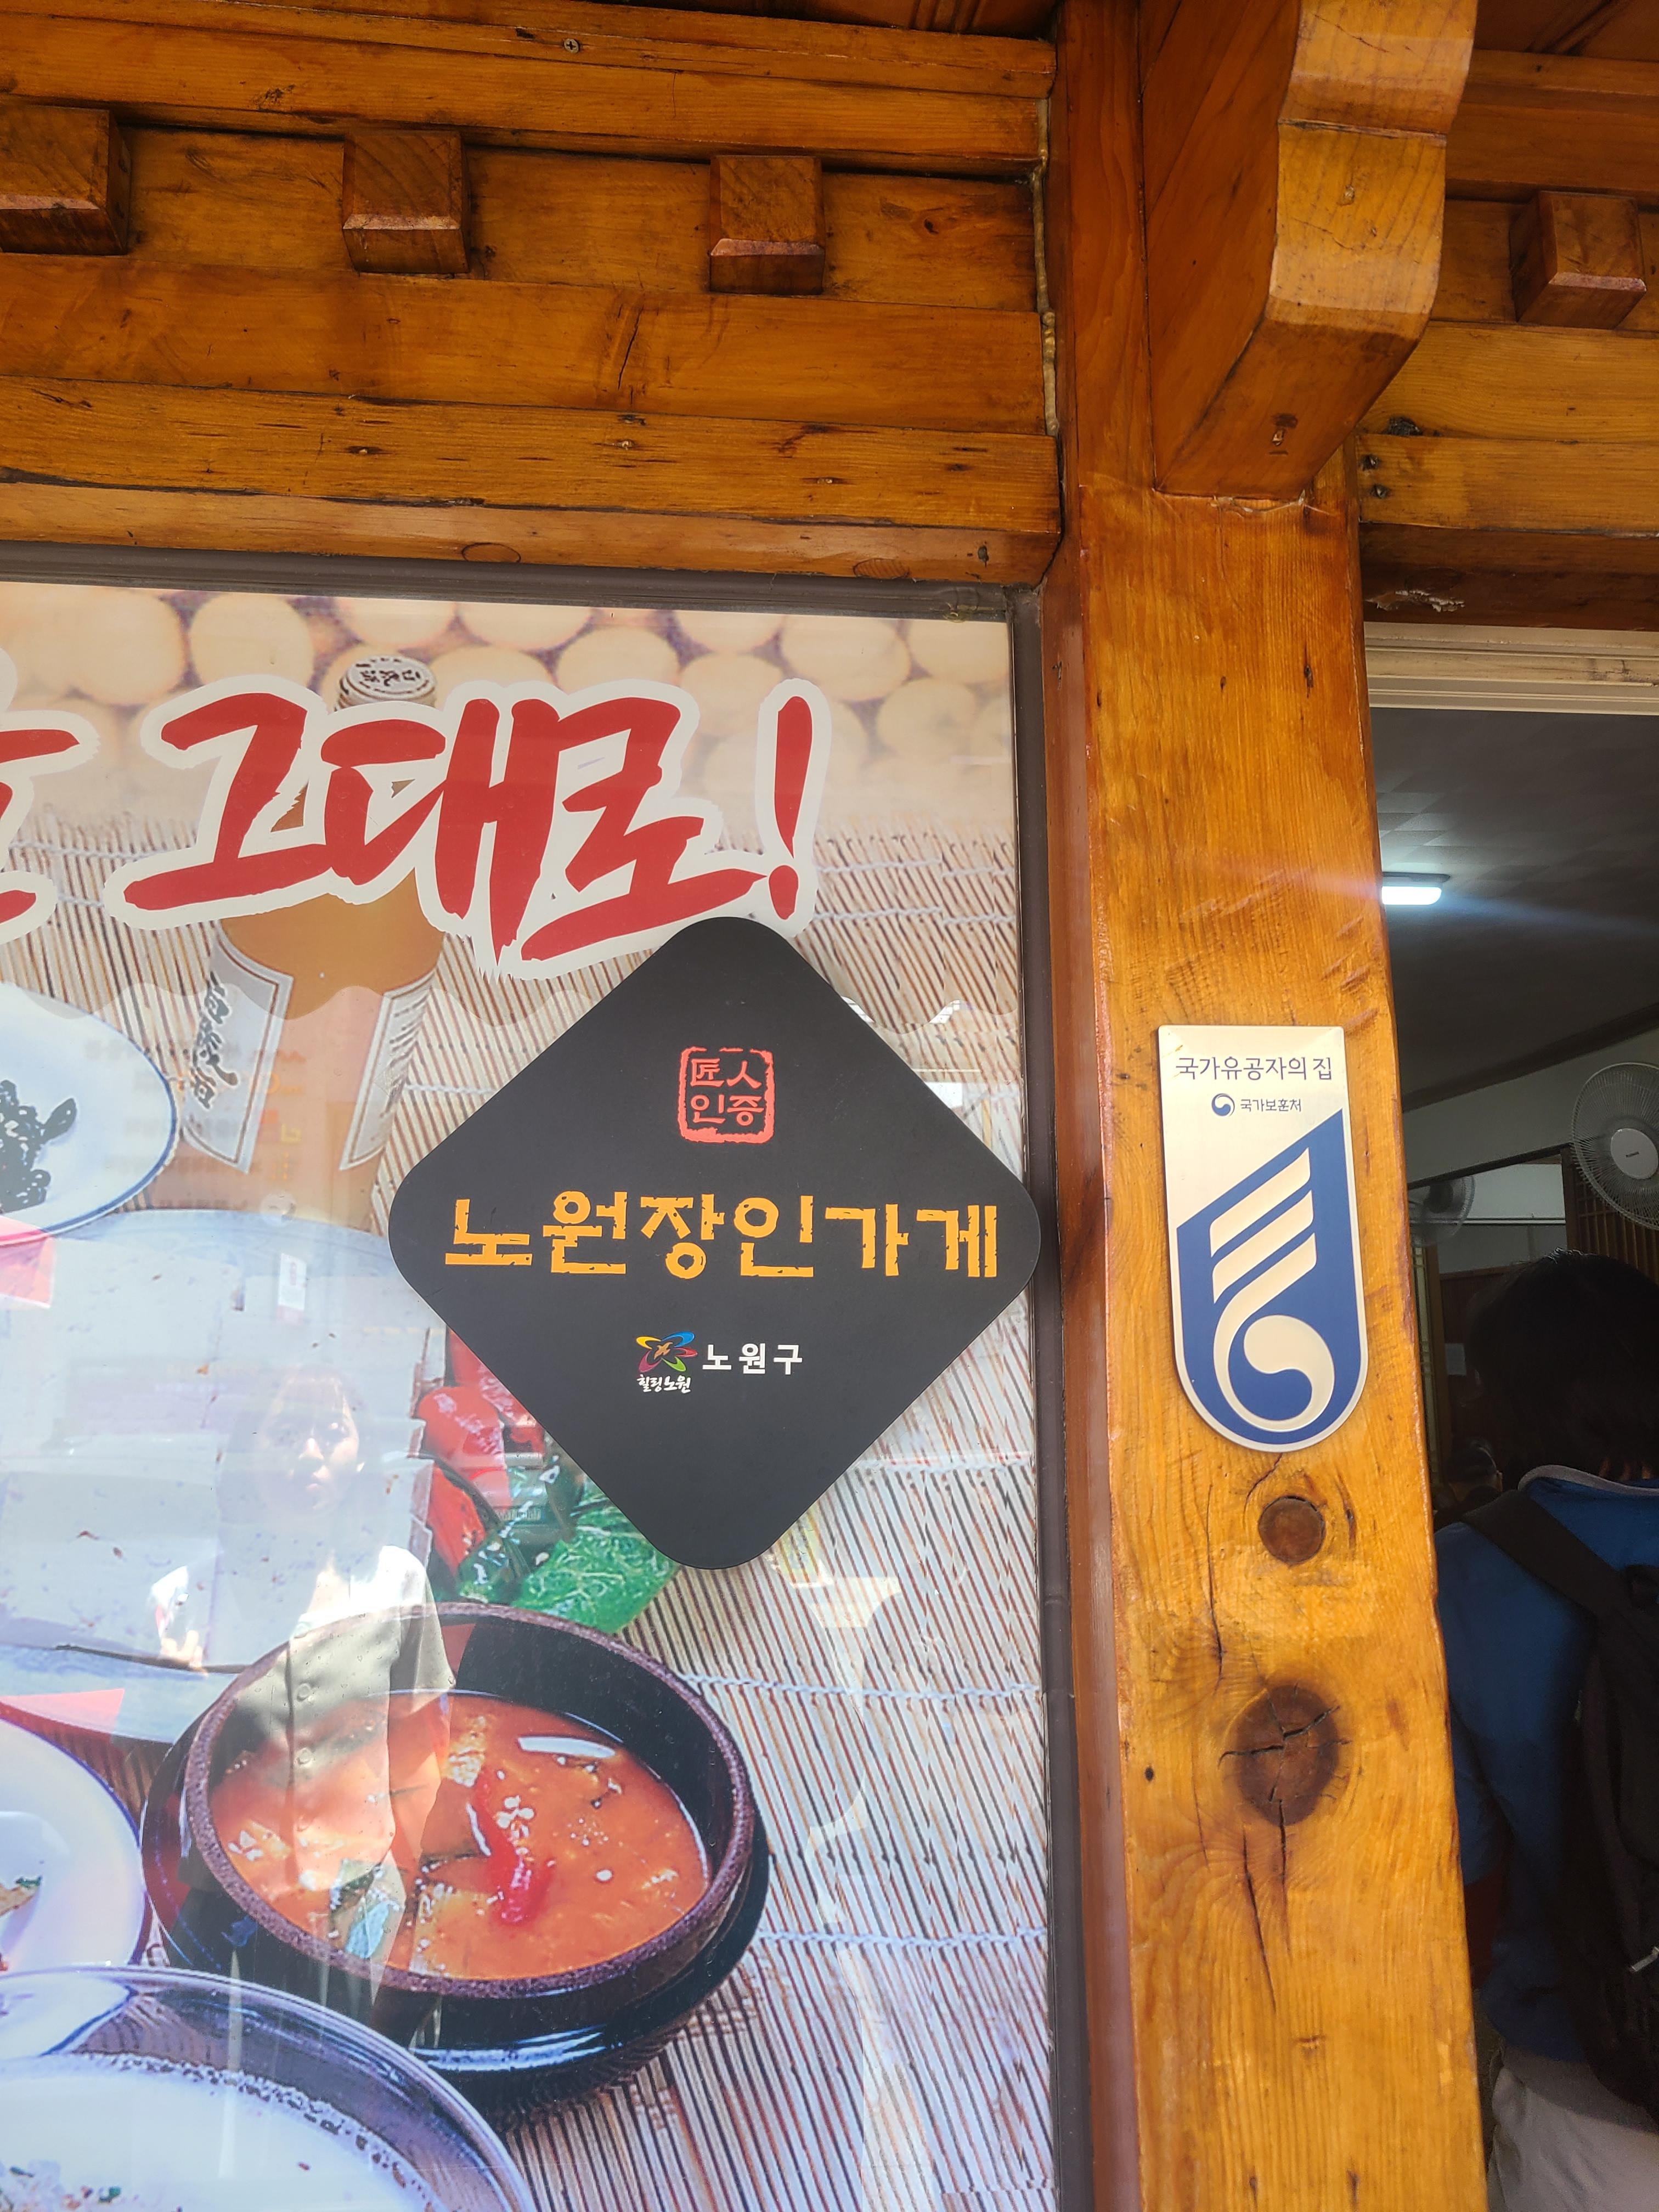 그대로!
匠人
인증
노원장인가게
힐링노원
노원구
국가유공자의 집
국가보훈처